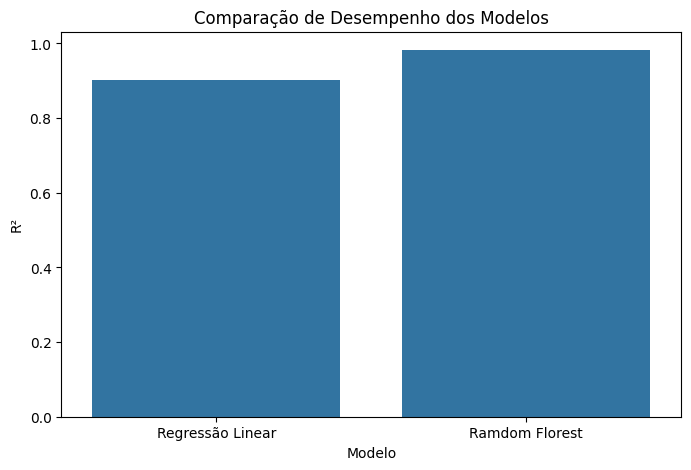 Comparação de Desempenho dos Modelos
R²
1.0
0.8
0.6
0.4
0.2
0.0
Regressão Linear
Ramdom Florest
Modelo